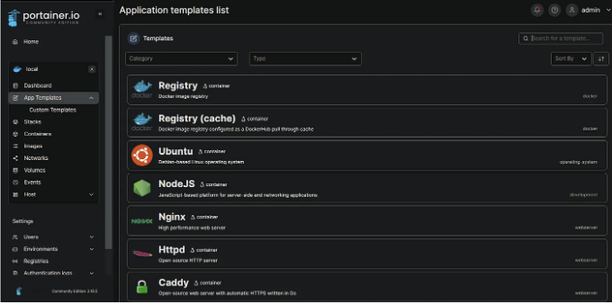 portainer.io
COMMUNITY EDITION
Home
local
Dashboard
App Templates
Custom Templates
Stacks
Containers
Images
Networks
Volumes
Events
Host
Settings
Users
Environments
Registries
Authentication logs
Community Edition
Application templates list
admin
Templates
Search for a template...
Category
Type
Sort By
Registry container
Docker image registry
docker
docker
Registry (cache) container
Docker image registry configured as a DockerHub pull through cache
docker
docker
Ubuntu container
Debian-based Linux operating system
operating system
NodeJS container
JavaScript-based platform for server-side and networking applications
development
NGINX
Nginx container
High performance web server
webserver
Httpd container
Open-source HTTP server
webserver
Caddy container
Open-source web server with automatic HTTPS written in Go
webserver